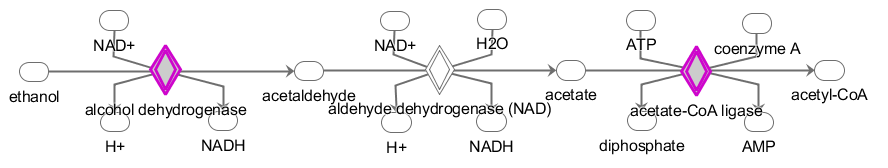 NAD+
NAD+
H2O
ATP
coenzyme A
ethanol
acetaldehyde
acetate
acetyl-CoA
alcohol dehydrogenase
aldehyde dehydrogenase (NAD)
acetate-CoA ligase
H+
NADH
H+
NADH
diphosphate
AMP